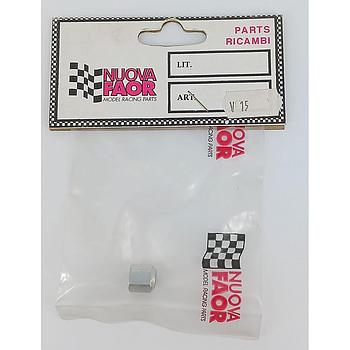 PARTS
RICAMBI
NUOVA
FAOR
MODEL RACING PARTS
LIT.
ART.
V 15
NUOVA
FAOR
MODEL RACING PARTS
NUOVA
FAOR
MODEL RACING PARTS